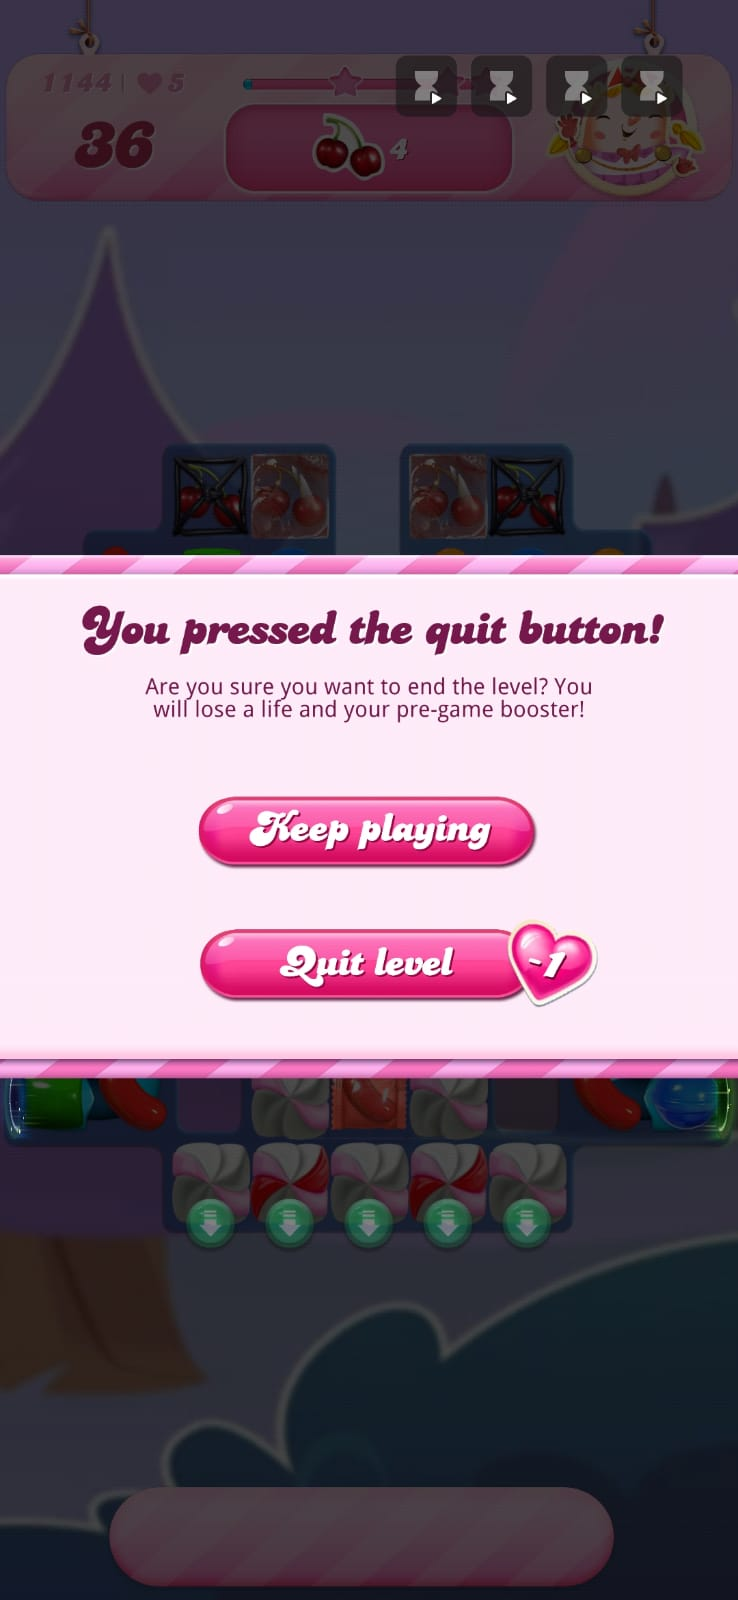 1144 | 5
36
4
You pressed the quit button!
Are you sure you want to end the level? You
will lose a life and your pre-game booster!
Keep playing
Quit level
-1